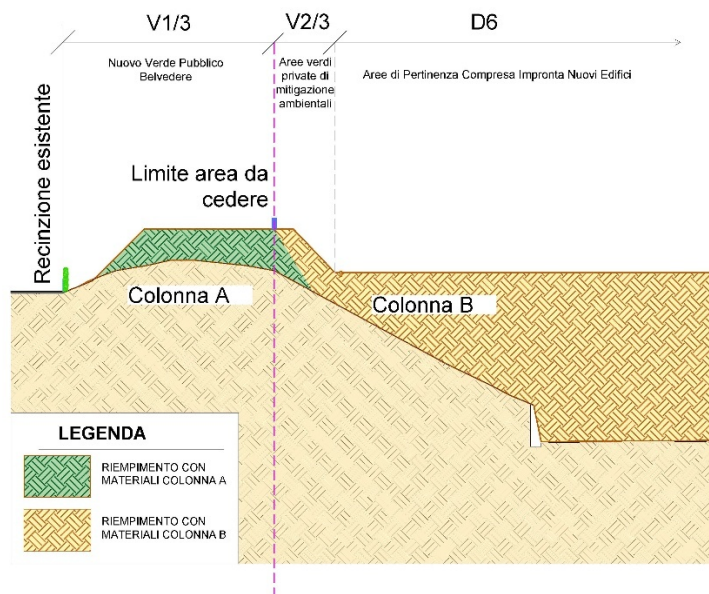 V1/3
V2/3
D6
Nuovo Verde Pubblico
Belvedere
Aree verdi
private di
mitigazione
ambientali
Aree di Pertinenza Compresa Impronta Nuovi Edifici
Recinzione esistente
Limite area da
cedere
Colonna A
Colonna B
LEGENDA
RIEMPIMENTO CON
MATERIALI COLONNA A
RIEMPIMENTO CON
MATERIALI COLONNA B